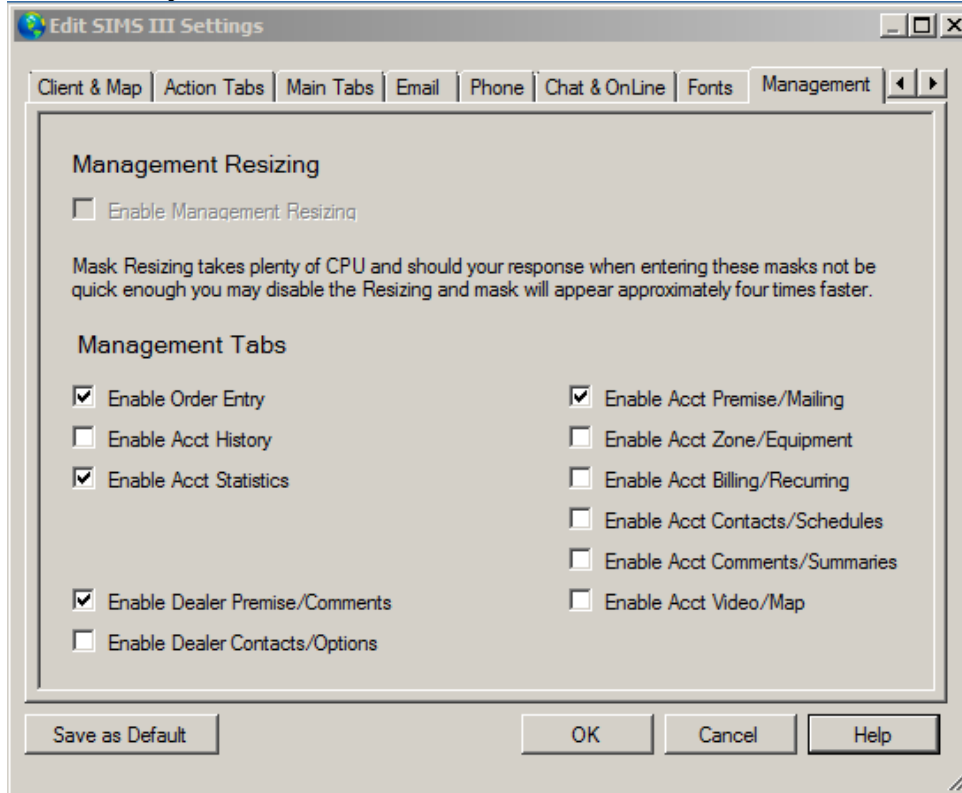 Edit SIMS III Settings
Client & Map Action Tabs Main Tabs Email Phone Chat & OnLine Fonts Management
Management Resizing
Enable Management Resizing
Mask Resizing takes plenty of CPU and should your response when entering these masks not be
quick enough you may disable the Resizing and mask will appear approximately four times faster.
Management Tabs
Enable Order Entry
Enable Acct History
Enable Acct Statistics
Enable Dealer Premise/Comments
Enable Dealer Contacts/Options
Enable Acct Premise/Mailing
Enable Acct Zone/Equipment
Enable Acct Billing/Recurring
Enable Acct Contacts/Schedules
Enable Acct Comments/Summaries
Enable Acct Video/Map
Save as Default OK Cancel Help